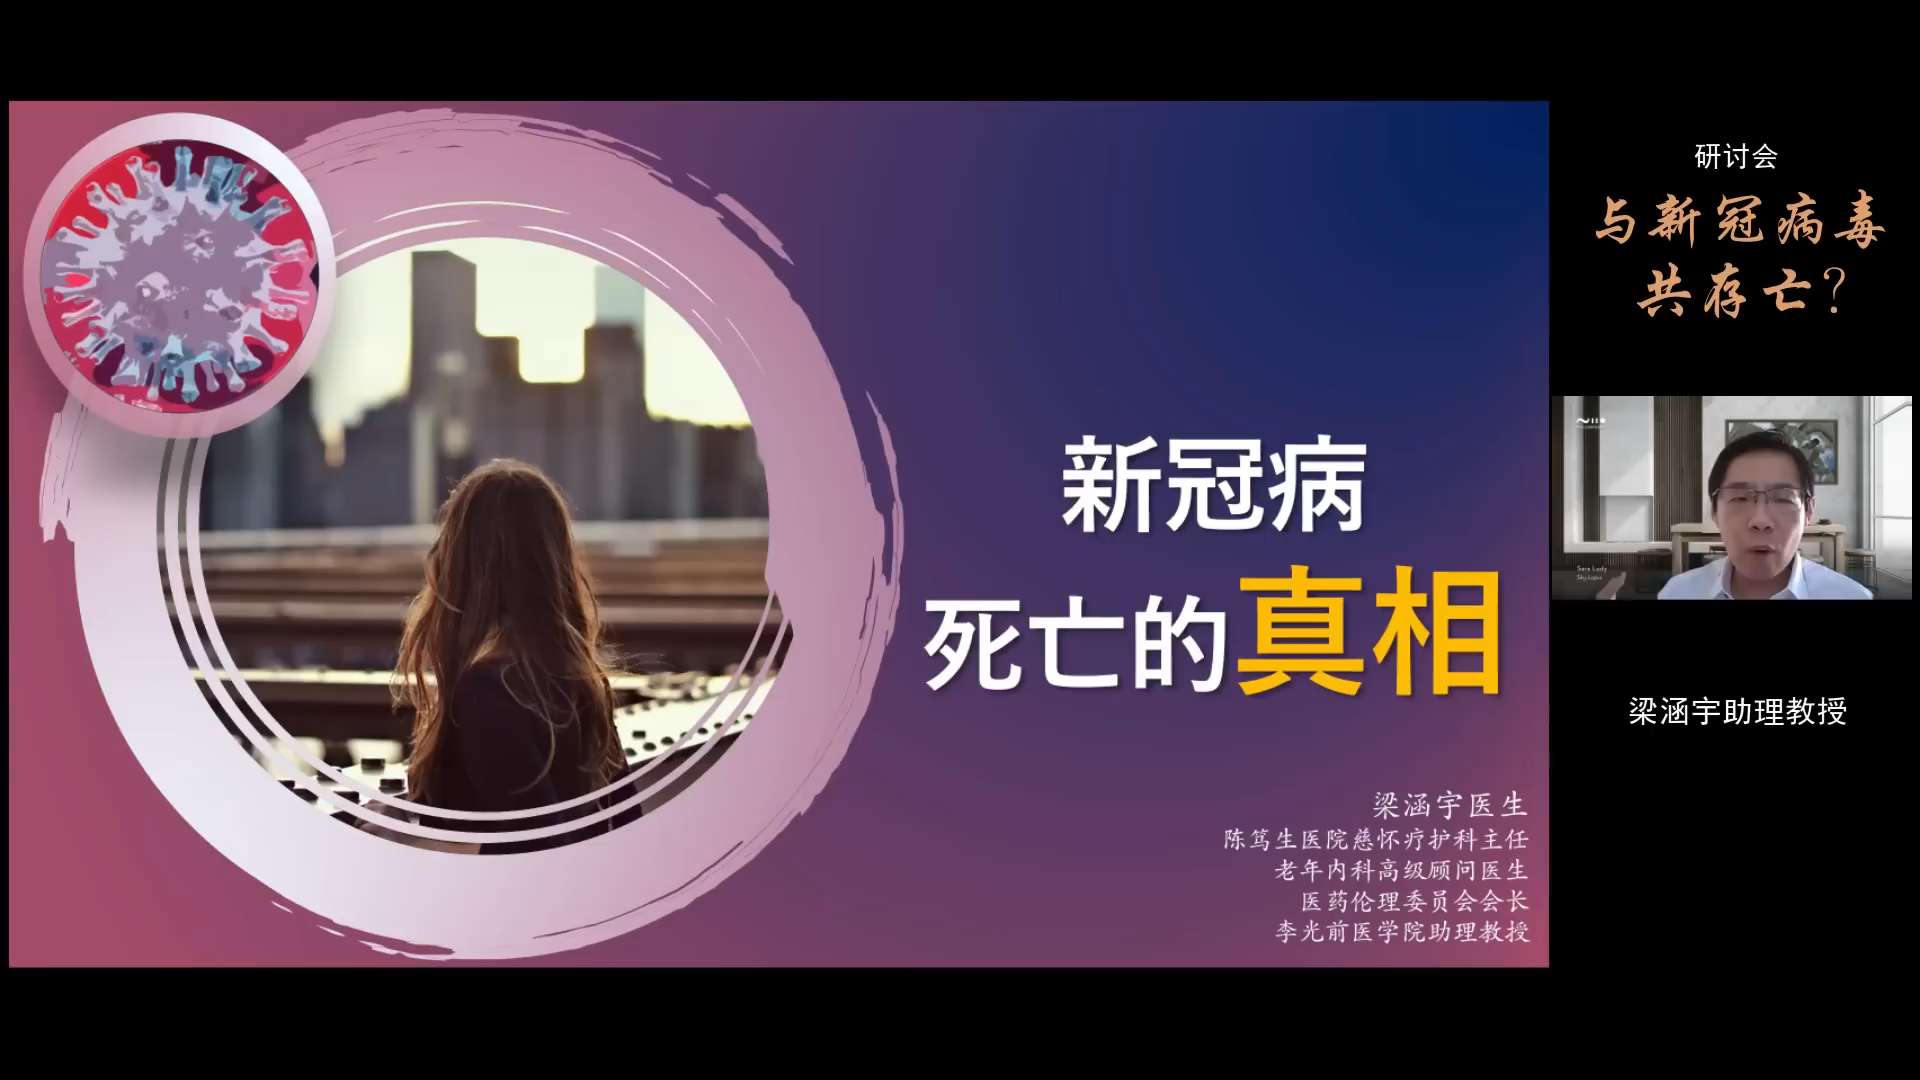 新冠病
死亡的真相
梁涵宇医生
陈笃生医院慈怀疗护科主任
老年内科高级顾问医生
医药伦理委员会会长
李光前医学院助理教授
研讨会
与新冠病毒
共存亡？
梁涵宇助理教授